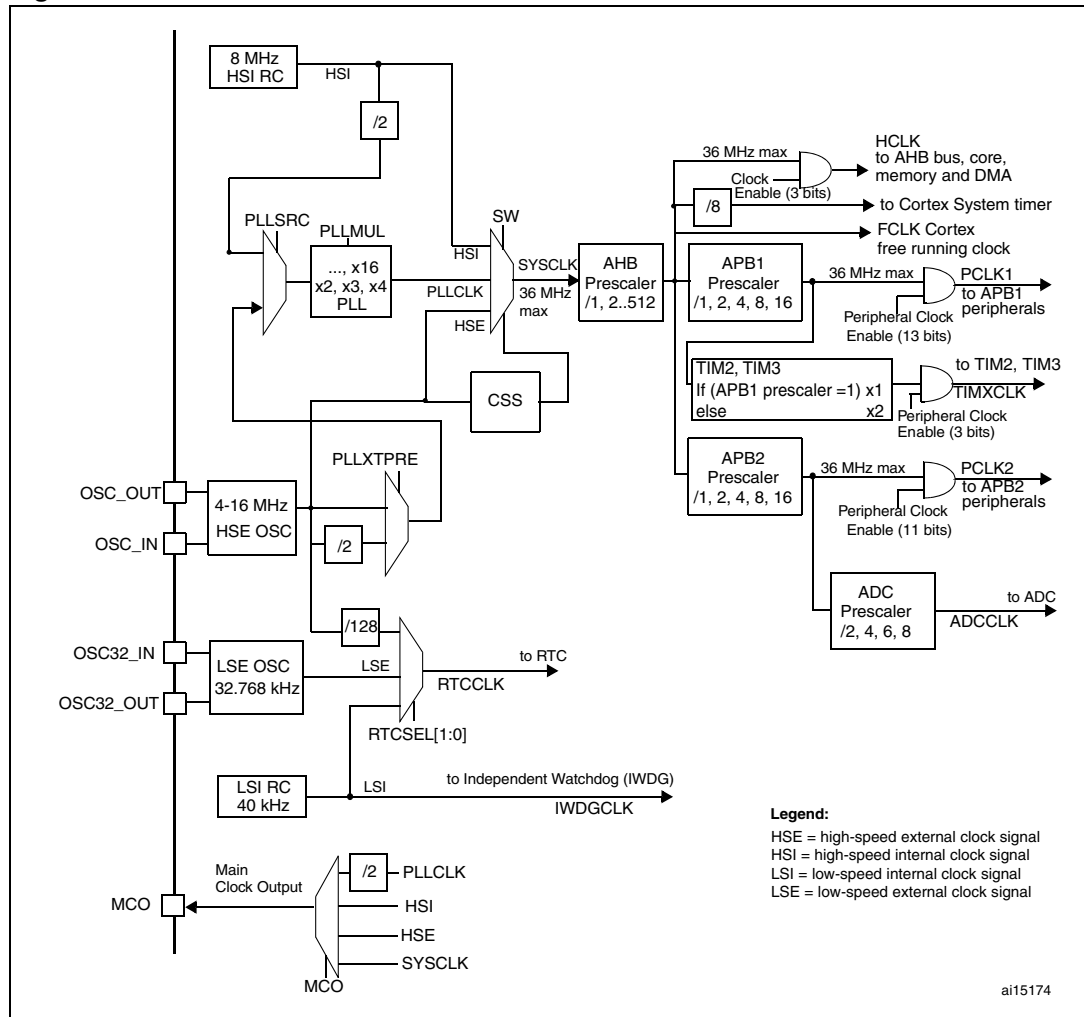 8 MHz
HSI RC
HSI
/2
PLLSRC
PLLMUL
..., x16
x2, x3, x4
PLL
SW
HSI
PLLCLK
HSE
SYSCLK
36 MHz
max
CSS
AHB
Prescaler
/1, 2..512
36 MHz max
Clock
Enable (3 bits)
HCLK
to AHB bus, core,
memory and DMA
/8
to Cortex System timer
FCLK Cortex
free running clock
APB1
Prescaler
/1, 2, 4, 8, 16
36 MHz max
PCLK1
to APB1
peripherals
Peripheral Clock
Enable (13 bits)
TIM2, TIM3
If (APB1 prescaler =1) x1
else x2
to TIM2, TIM3
TIMXCLK
Peripheral Clock
Enable (3 bits)
APB2
Prescaler
/1, 2, 4, 8, 16
36 MHz max
PCLK2
to APB2
peripherals
Peripheral Clock
Enable (11 bits)
ADC
Prescaler
/2, 4, 6, 8
to ADC
ADCCLK
PLLXTPRE
OSC_OUT
OSC_IN
4-16 MHz
HSE OSC
/2
/128
OSC32_IN
OSC32_OUT
LSE OSC
32.768 kHz
LSE
to RTC
RTCCLK
RTCSEL[1:0]
LSI RC
40 kHz
LSI
to Independent Watchdog (IWDG)
IWDGCLK
Main
Clock Output
MCO
/2
PLLCLK
HSI
HSE
SYSCLK
MCO
Legend:
HSE = high-speed external clock signal
HSI = high-speed internal clock signal
LSI = low-speed internal clock signal
LSE = low-speed external clock signal
ai15174